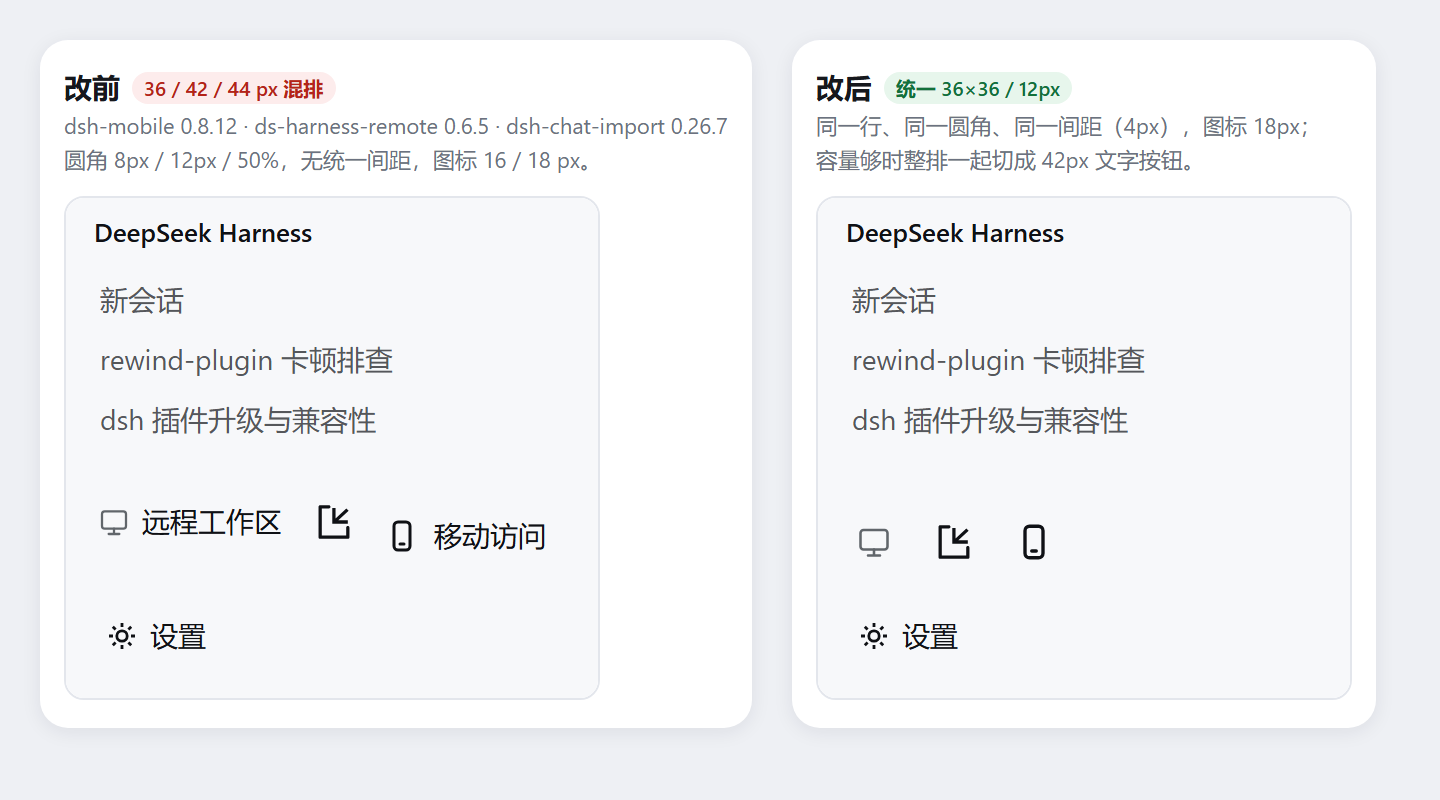 改前 36 / 42 / 44 px 混排
dsh-mobile 0.8.12 · ds-harness-remote 0.6.5 · dsh-chat-import 0.26.7
圆角 8px / 12px / 50%，无统一间距，图标 16 / 18 px。
DeepSeek Harness
新会话
rewind-plugin 卡顿排查
dsh 插件升级与兼容性
远程工作区
移动访问
设置
改后 统一 36×36 / 12px
同一行、同一圆角、同一间距（4px），图标 18px；
容量够时整排一起切成 42px 文字按钮。
DeepSeek Harness
新会话
rewind-plugin 卡顿排查
dsh 插件升级与兼容性
设置